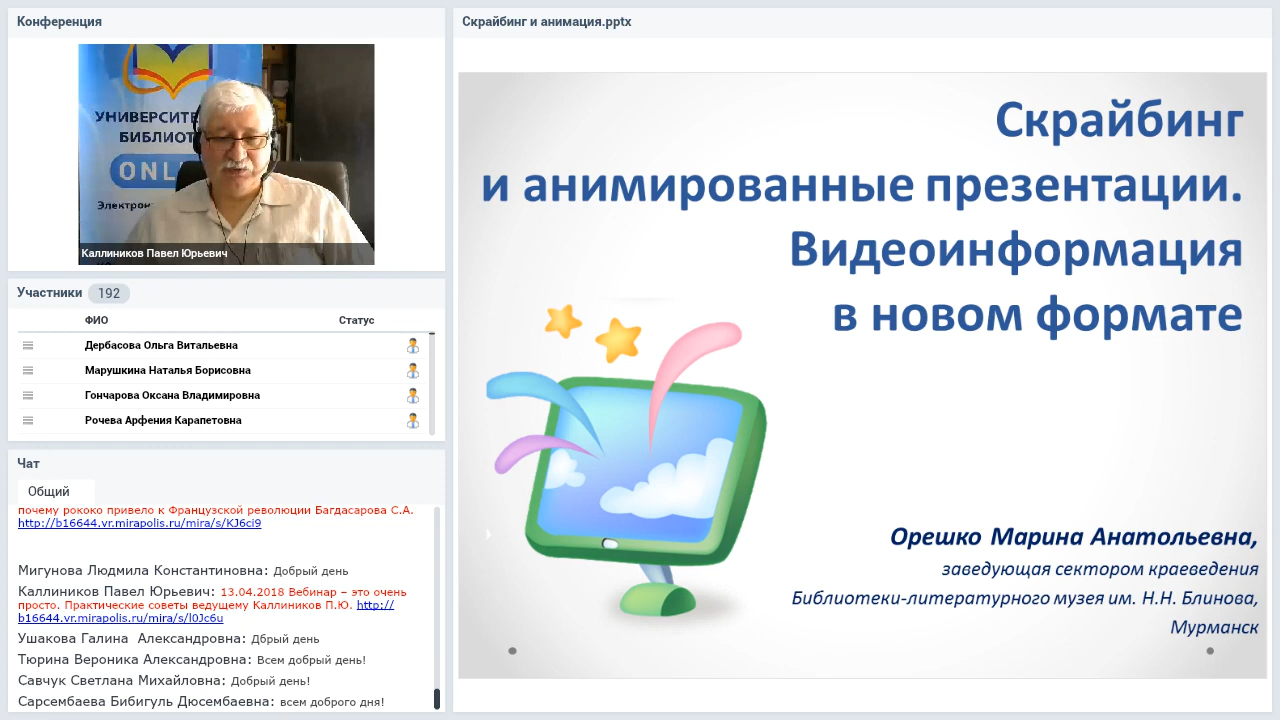 Конференция
УНИВЕРСИТЕ
БИБЛИОТ
ONL
Электрон
Каллиников Павел Юрьевич
Участники 192
ФИО Статус
Дербасова Ольга Витальевна
Марушкина Наталья Борисовна
Гончарова Оксана Владимировна
Рочева Арфения Карапетовна
Чат
Общий
почему рококо привело к Французской революции Багдасарова С.А.
http://b16644.vr.mirapolis.ru/mira/s/KJ6ci9
Мигунова Людмила Константиновна: Добрый день
Каллиников Павел Юрьевич: 13.04.2018 Вебинар – это очень
просто. Практические советы ведущему Каллиников П.Ю. http://
b16644.vr.mirapolis.ru/mira/s/l0Jc6u
Ушакова Галина Александровна: Дбрый день
Тюрина Вероника Александровна: Всем добрый день!
Савчук Светлана Михайловна: Добрый день!
Сарсембаева Бибигуль Дюсембаевна: всем доброго дня!
Скрайбинг и анимация.pptx
Скрайбинг
и анимированные презентации.
Видеоинформация
в новом формате
Орешко Марина Анатольевна,
заведующая сектором краеведения
Библиотеки-литературного музея им. Н.Н. Блинова,
Мурманск